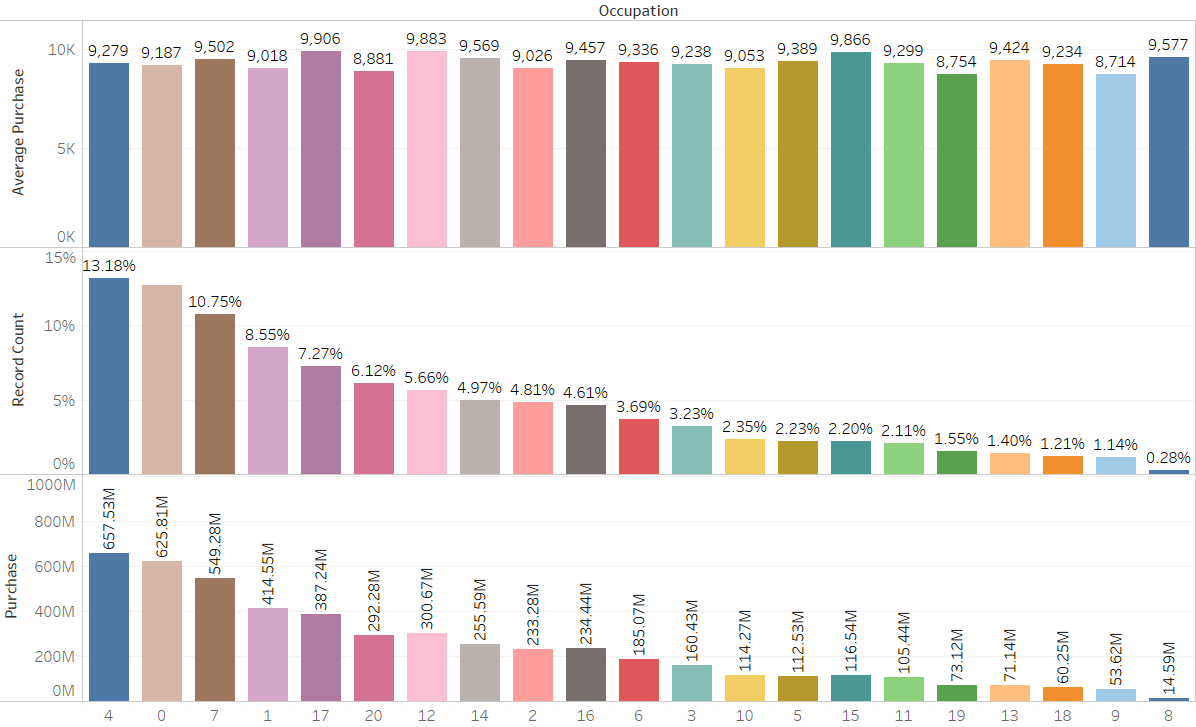 Occupation
Average Purchase
10K
5K
0K
9,279 9,187 9,502 9,018 9,906 8,881 9,883 9,569 9,026 9,457 9,336 9,238 9,053 9,389 9,866 9,299 8,754 9,424 9,234 8,714 9,577
Record Count
15%
10%
5%
0%
13.18% 10.75% 8.55% 7.27% 6.12% 5.66% 4.97% 4.81% 4.61% 3.69% 3.23% 2.35% 2.23% 2.20% 2.11% 1.55% 1.40% 1.21% 1.14% 0.28%
Purchase
1000M
800M
600M
400M
200M
0M
657.53M 625.81M 549.28M 414.55M 387.24M 292.28M 300.67M 255.59M 233.28M 234.44M 185.07M 160.43M 114.27M 112.53M 116.54M 105.44M 73.12M 71.14M 60.25M 53.62M 14.59M
4 0 7 1 17 20 12 14 2 16 6 3 10 5 15 11 19 13 18 9 8